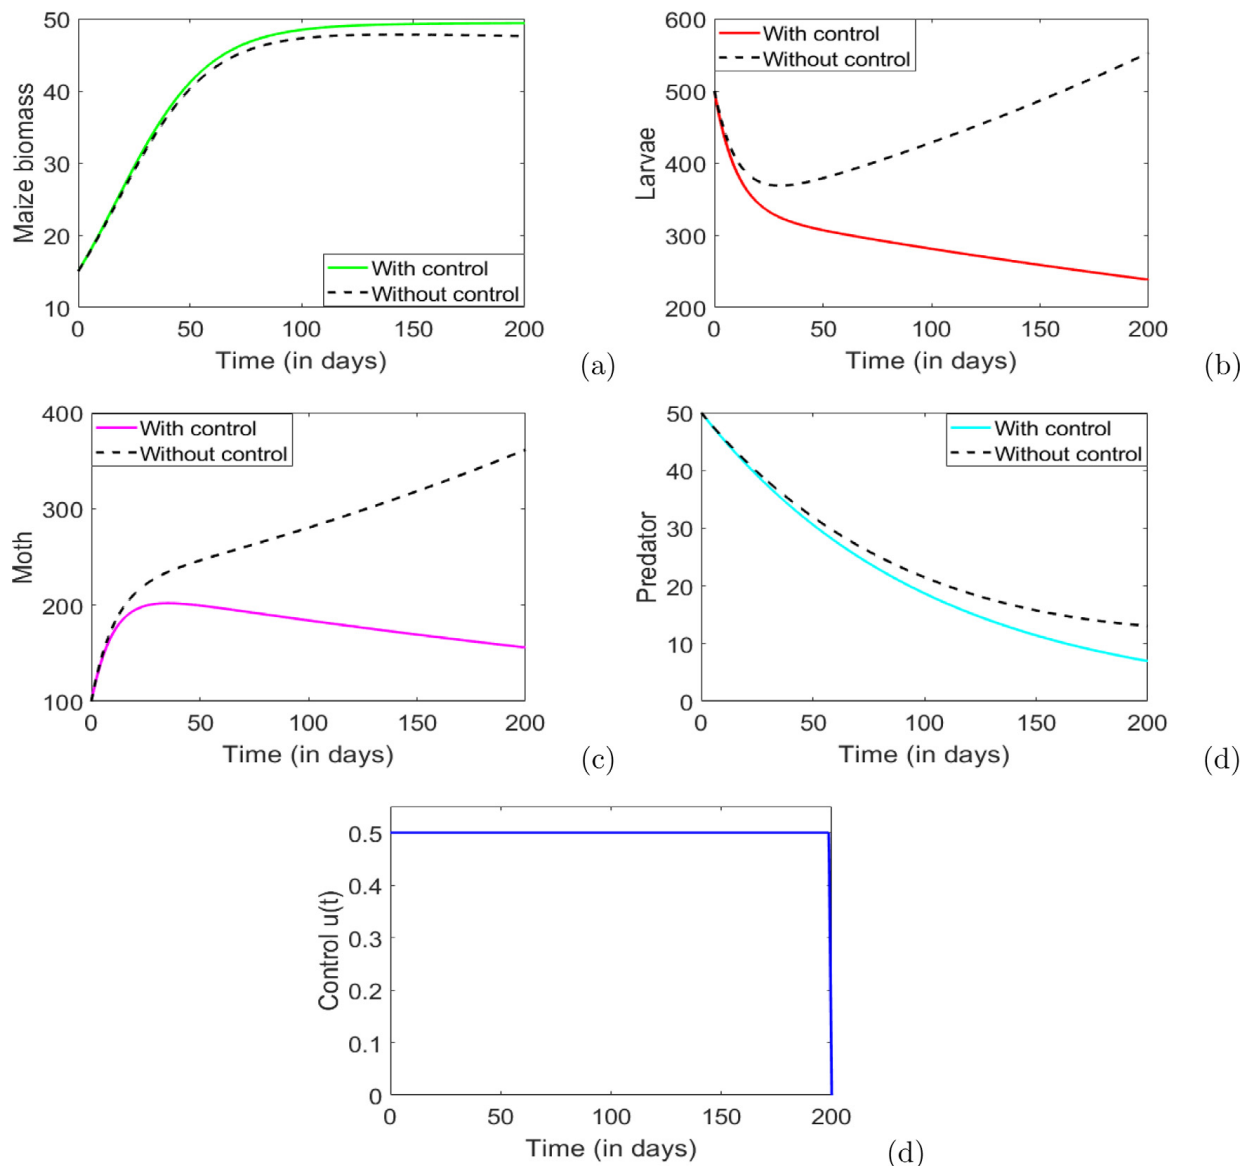 50
40
30
20
10
Maize biomass
With control
Without control
0 50 100 150 200
Time (in days)
(a)
600
500
400
300
200
Larvae
With control
Without control
0 50 100 150 200
Time (in days)
(b)
400
300
200
100
Moth
With control
Without control
0 50 100 150 200
Time (in days)
(c)
50
40
30
20
10
0
Predator
With control
Without control
0 50 100 150 200
Time (in days)
(d)
0.5
0.4
0.3
0.2
0.1
0
Control u(t)
0 50 100 150 200
Time (in days)
(d)